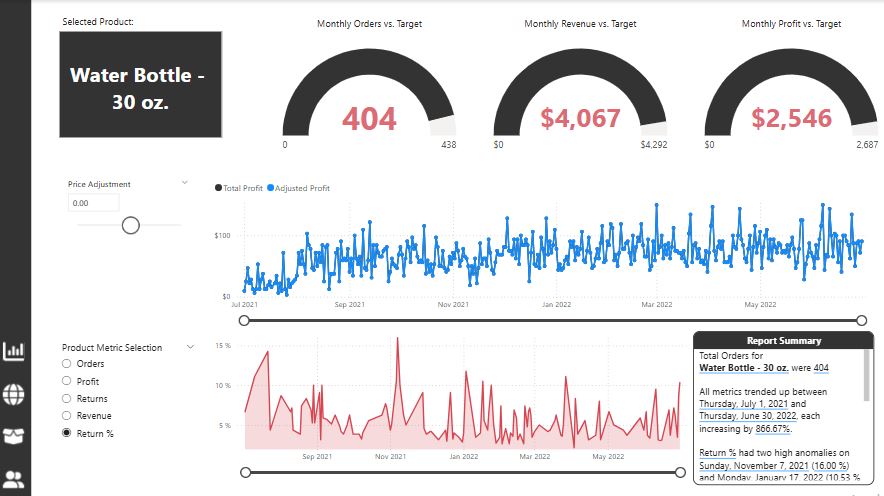 Selected Product:
Water Bottle -
30 oz.
Monthly Orders vs. Target
404
0
438
Monthly Revenue vs. Target
$4,067
$0
$4,292
Monthly Profit vs. Target
$2,546
$0
2,687
Price Adjustment
0.00
Total Profit
Adjusted Profit
$100
$0
Jul 2021
Sep 2021
Nov 2021
Jan 2022
Mar 2022
May 2022
Product Metric Selection
Orders
Profit
Returns
Revenue
Return %
15 %
10 %
5 %
Sep 2021
Nov 2021
Jan 2022
Mar 2022
May 2022
Report Summary
Total Orders for
Water Bottle - 30 oz. were 404
All metrics trended up between
Thursday, July 1, 2021 and
Thursday, June 30, 2022, each
increasing by 866.67%.
Return % had two high anomalies on
Sunday, November 7, 2021 (16.00 %)
and Monday, January 17, 2022 (10.53 %